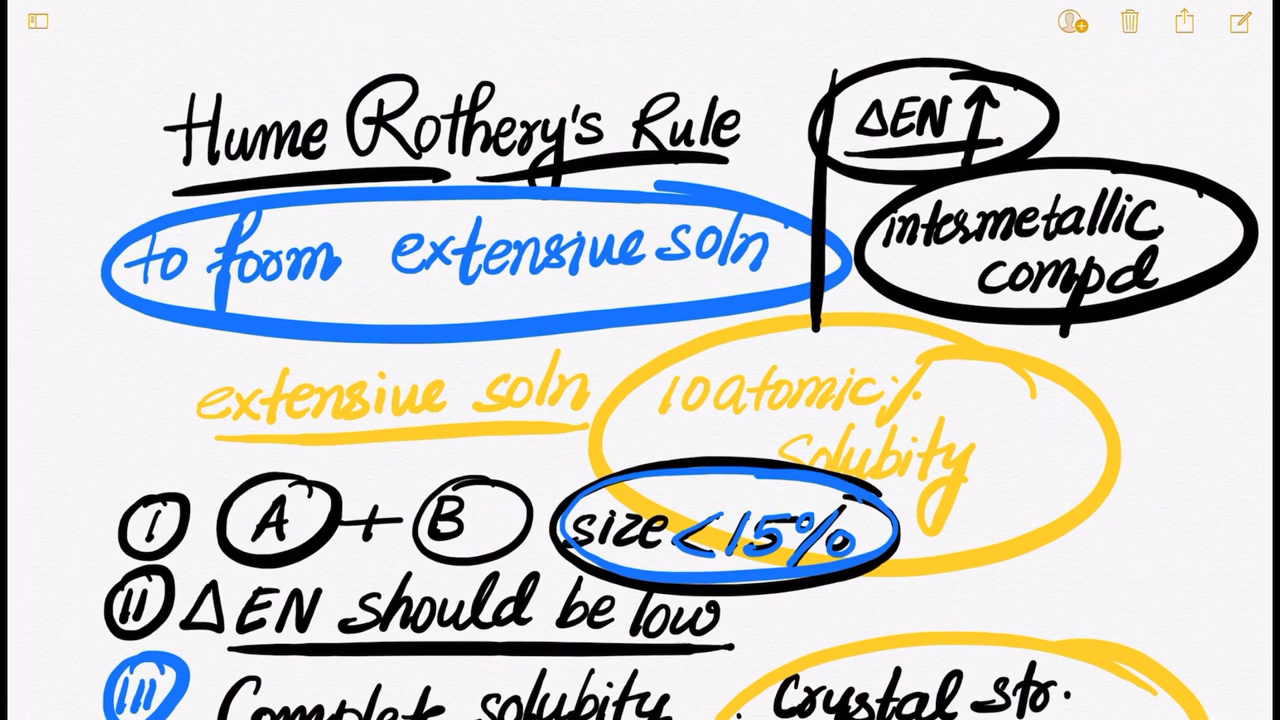 Hume Rothery's Rule
ΔEN ↑
to form extensive soln
intermetallic
compd
extensive soln
10 atomic %
Solubity
I A + B size < 15%
II Δ EN should be low
III Complete solubity
crystal str.